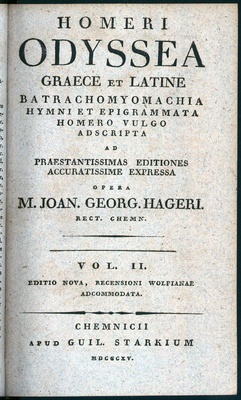 HOMERI
ODYSSEA
GRAECE ET LATINE
BATRACHOMYOMACHIA
HYMNI ET EPIGRAMMATA
HOMERO VULGO
ADSCRIPTA
AD
PRAESTANTISSIMAS EDITIONES
ACCURATISSIME EXPRESSA
OPERA
M. JOAN. GEORG. HAGERI.
RECT. CHEMN.
VOL. II.
EDITIO NOVA, RECENSIONI WOLFIANAE
ADCOMMODATA.
CHEMNICII
APUD GUIL. STARKIUM
MDCCCXV.